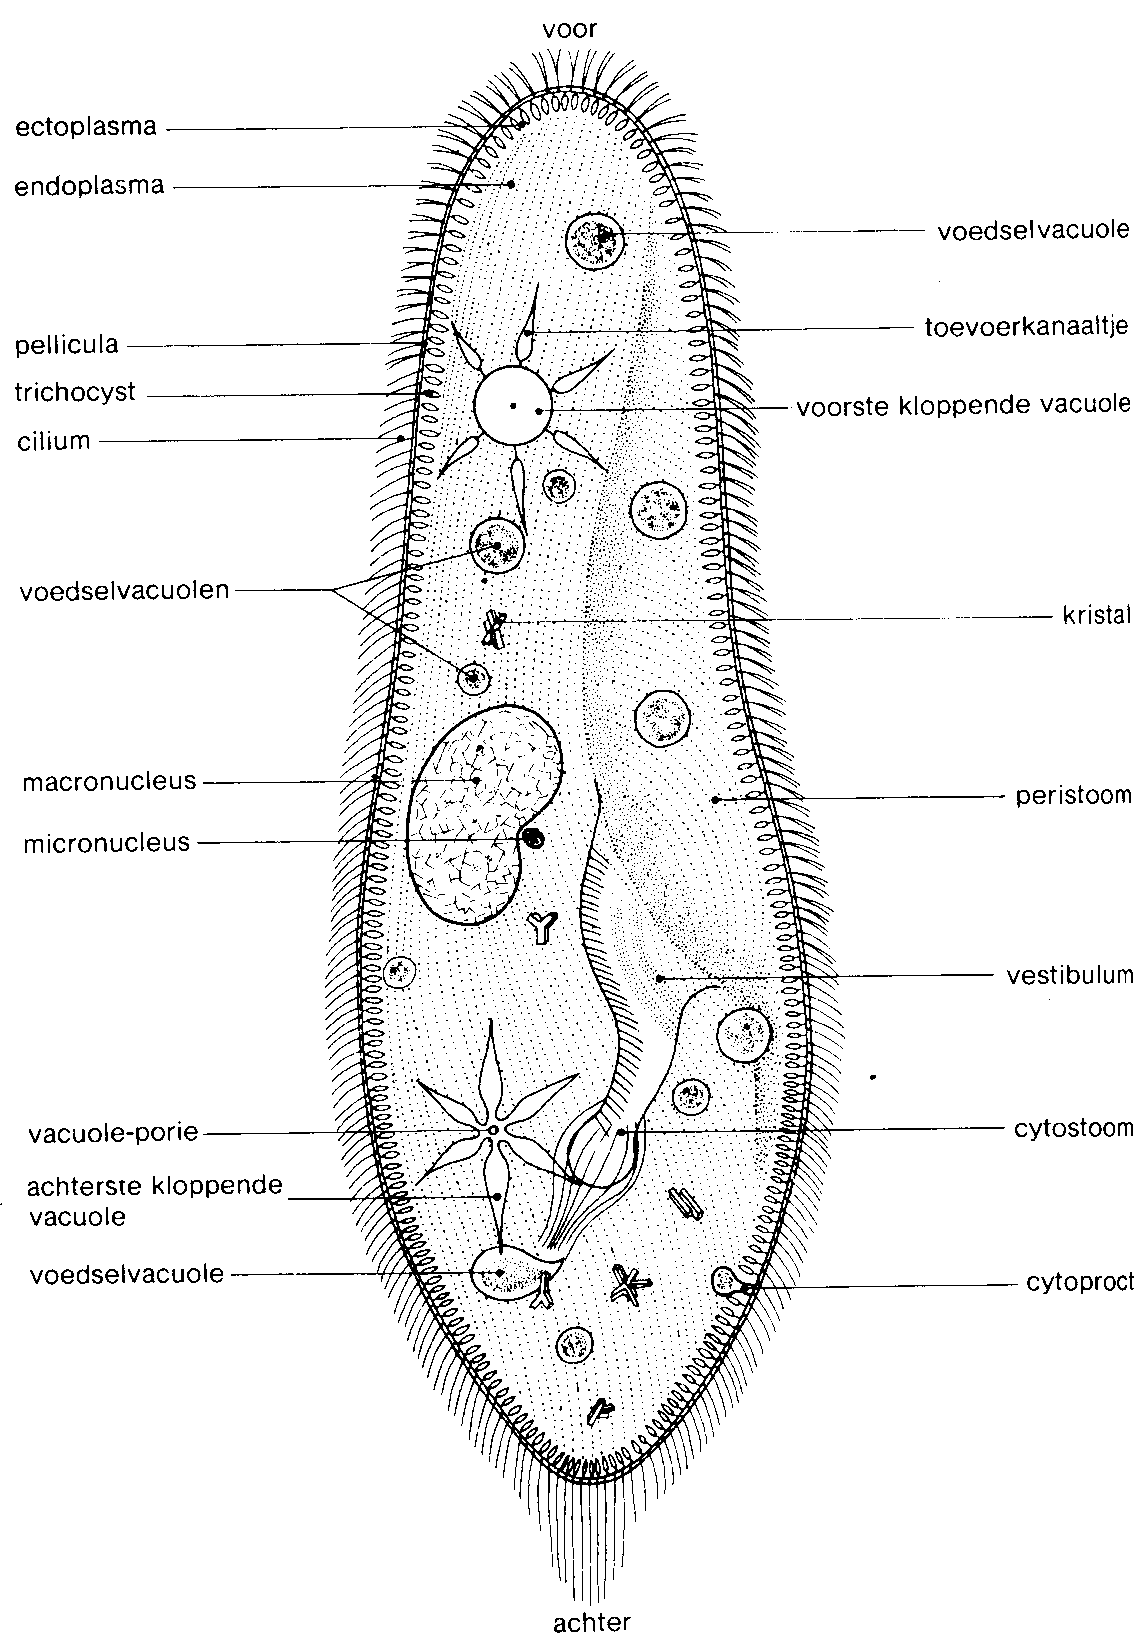 voor
ectoplasma
endoplasma
voedselvacuole
toevoerkanaaltje
pellicula
trichocyst
voorste kloppende vacuole
cilium
voedselvacuolen
kristal
macronucleus
peristoom
micronucleus
vestibulum
vacuole-porie
cytostoom
achterste kloppende
vacuole
voedselvacuole
cytoproct
achter